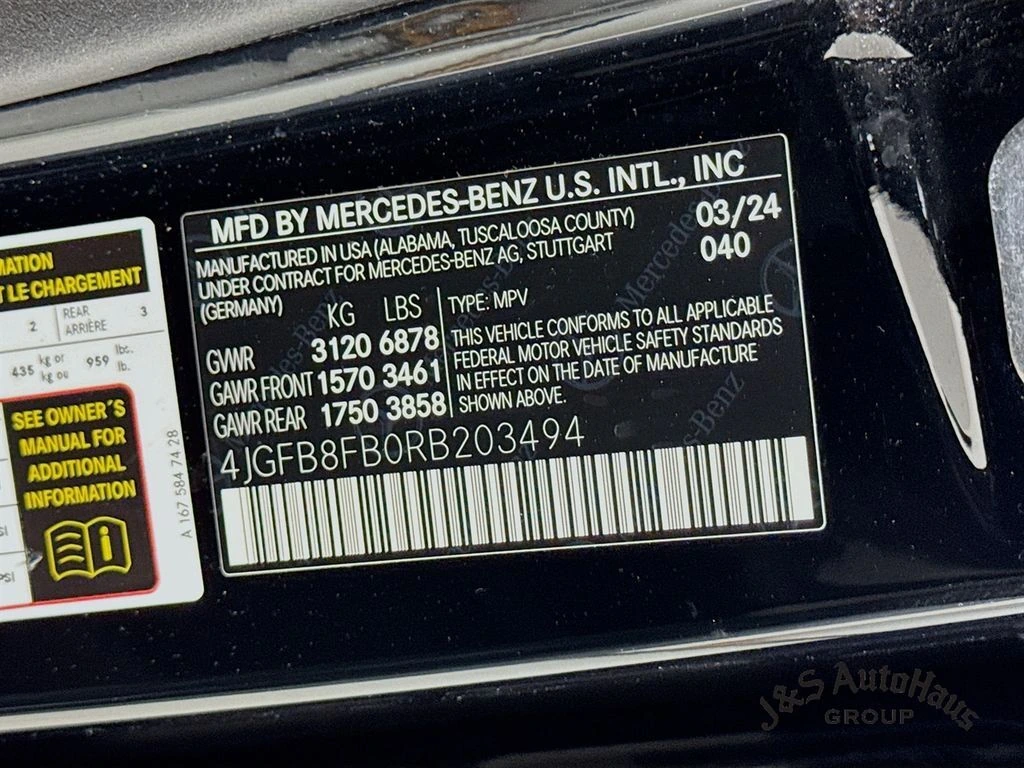 MFD BY MERCEDES-BENZ U.S. INTL., INC
MANUFACTURED IN USA (ALABAMA, TUSCALOOSA COUNTY)
UNDER CONTRACT FOR MERCEDES-BENZ AG, STUTTGART
(GERMANY)
03/24
040
KG LBS
GVWR 3120 6878
GAWR FRONT 1570 3461
GAWR REAR 1750 3858
TYPE: MPV
THIS VEHICLE CONFORMS TO ALL APPLICABLE
FEDERAL MOTOR VEHICLE SAFETY STANDARDS
IN EFFECT ON THE DATE OF MANUFACTURE
SHOWN ABOVE.
4JGFB8FB0RB203494
MATION
T LE CHARGEMENT
2 REAR 3
ARRIÈRE
435 kg or 959 lbs.
kg ou lb.
SEE OWNER'S
MANUAL FOR
ADDITIONAL
INFORMATION
PSI
A 167 584 74 28
Mercedes-Benz
J&S AutoHaus
GROUP